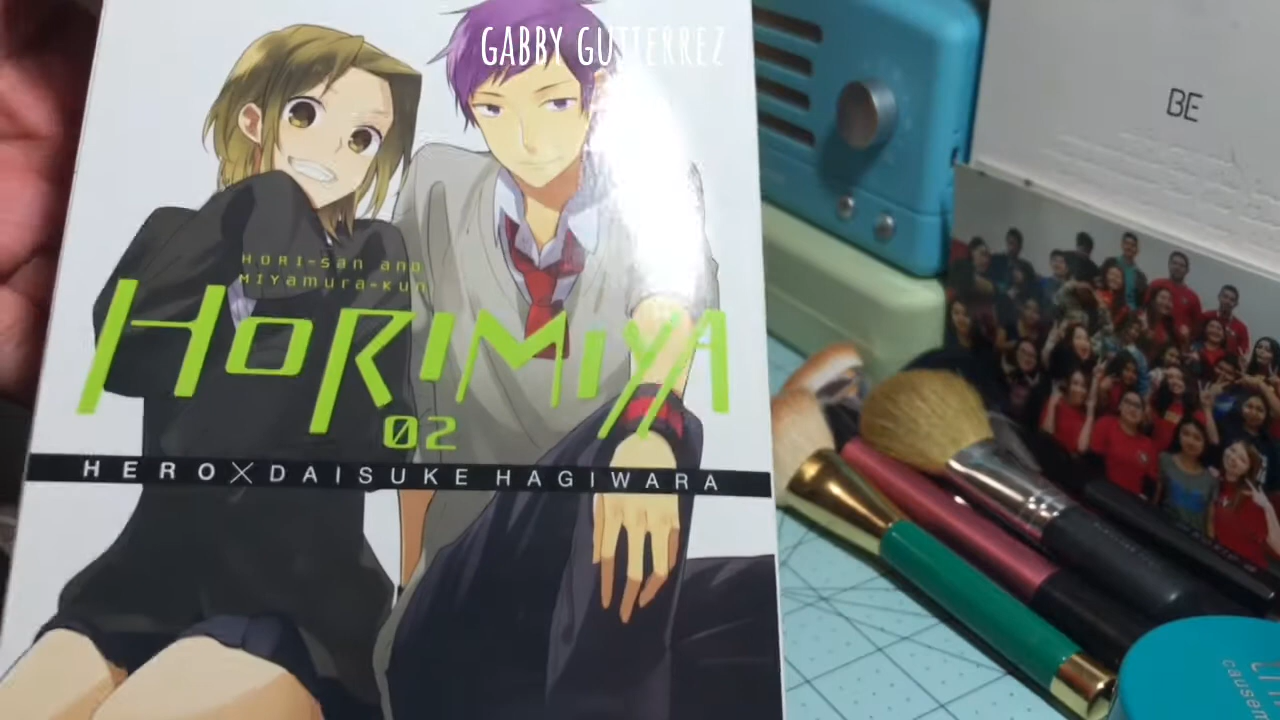 GABBY GUTIERREZ
BE
HORI-san and
MIYamura-kun
HORIMIYA
02
HERO×DAISUKE HAGIWARA